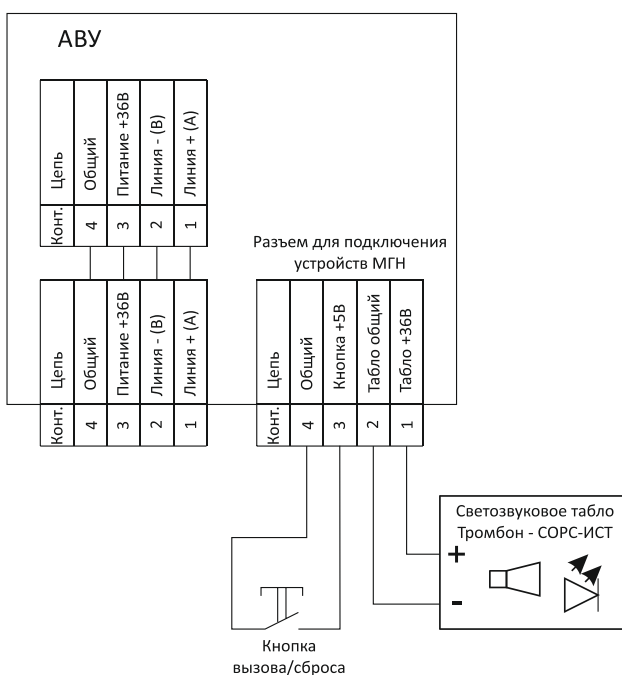 АВУ
Конт. Цепь
4 Общий
3 Питание +36В
2 Линия - (В)
1 Линия + (А)
Конт. Цепь
4 Общий
3 Питание +36В
2 Линия - (В)
1 Линия + (А)
Разъем для подключения
устройств МГН
Конт. Цепь
4 Общий
3 Кнопка +5В
2 Табло общий
1 Табло +36В
Светозвуковое табло
Тромбон - СОРС-ИСТ
+
-
Кнопка
вызова/сброса